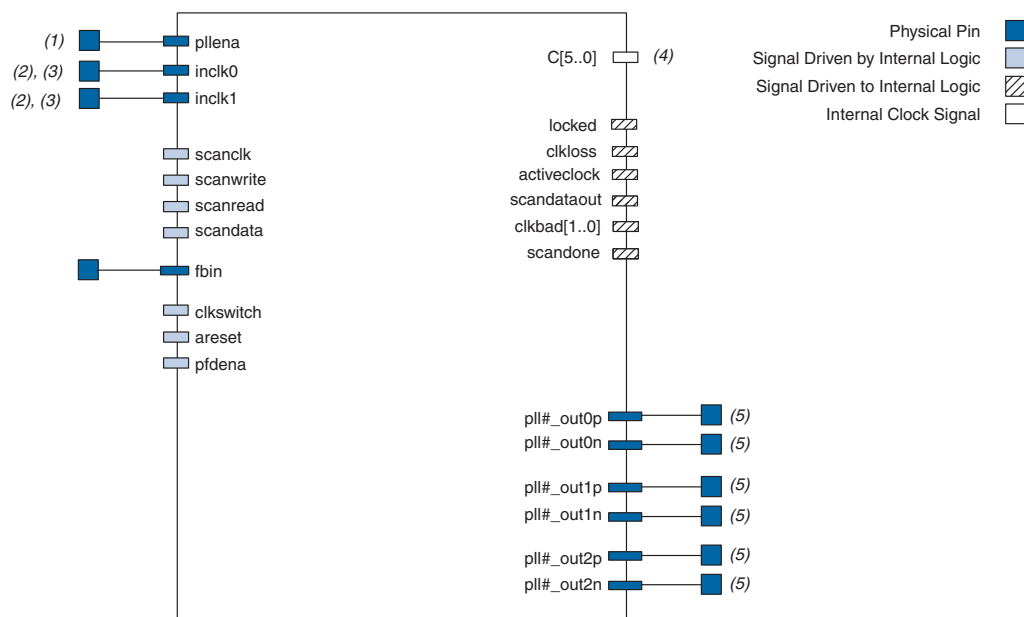 (1) pllena
(2), (3) inclk0
(2), (3) inclk1
scanclk
scanwrite
scanread
scandata
fbin
clkswitch
areset
pfdena
C[5..0] (4)
locked
clkloss
activeclock
scandataout
clkbad[1..0]
scandone
pll#_out0p (5)
pll#_out0n (5)
pll#_out1p (5)
pll#_out1n (5)
pll#_out2p (5)
pll#_out2n (5)
Physical Pin
Signal Driven by Internal Logic
Signal Driven to Internal Logic
Internal Clock Signal